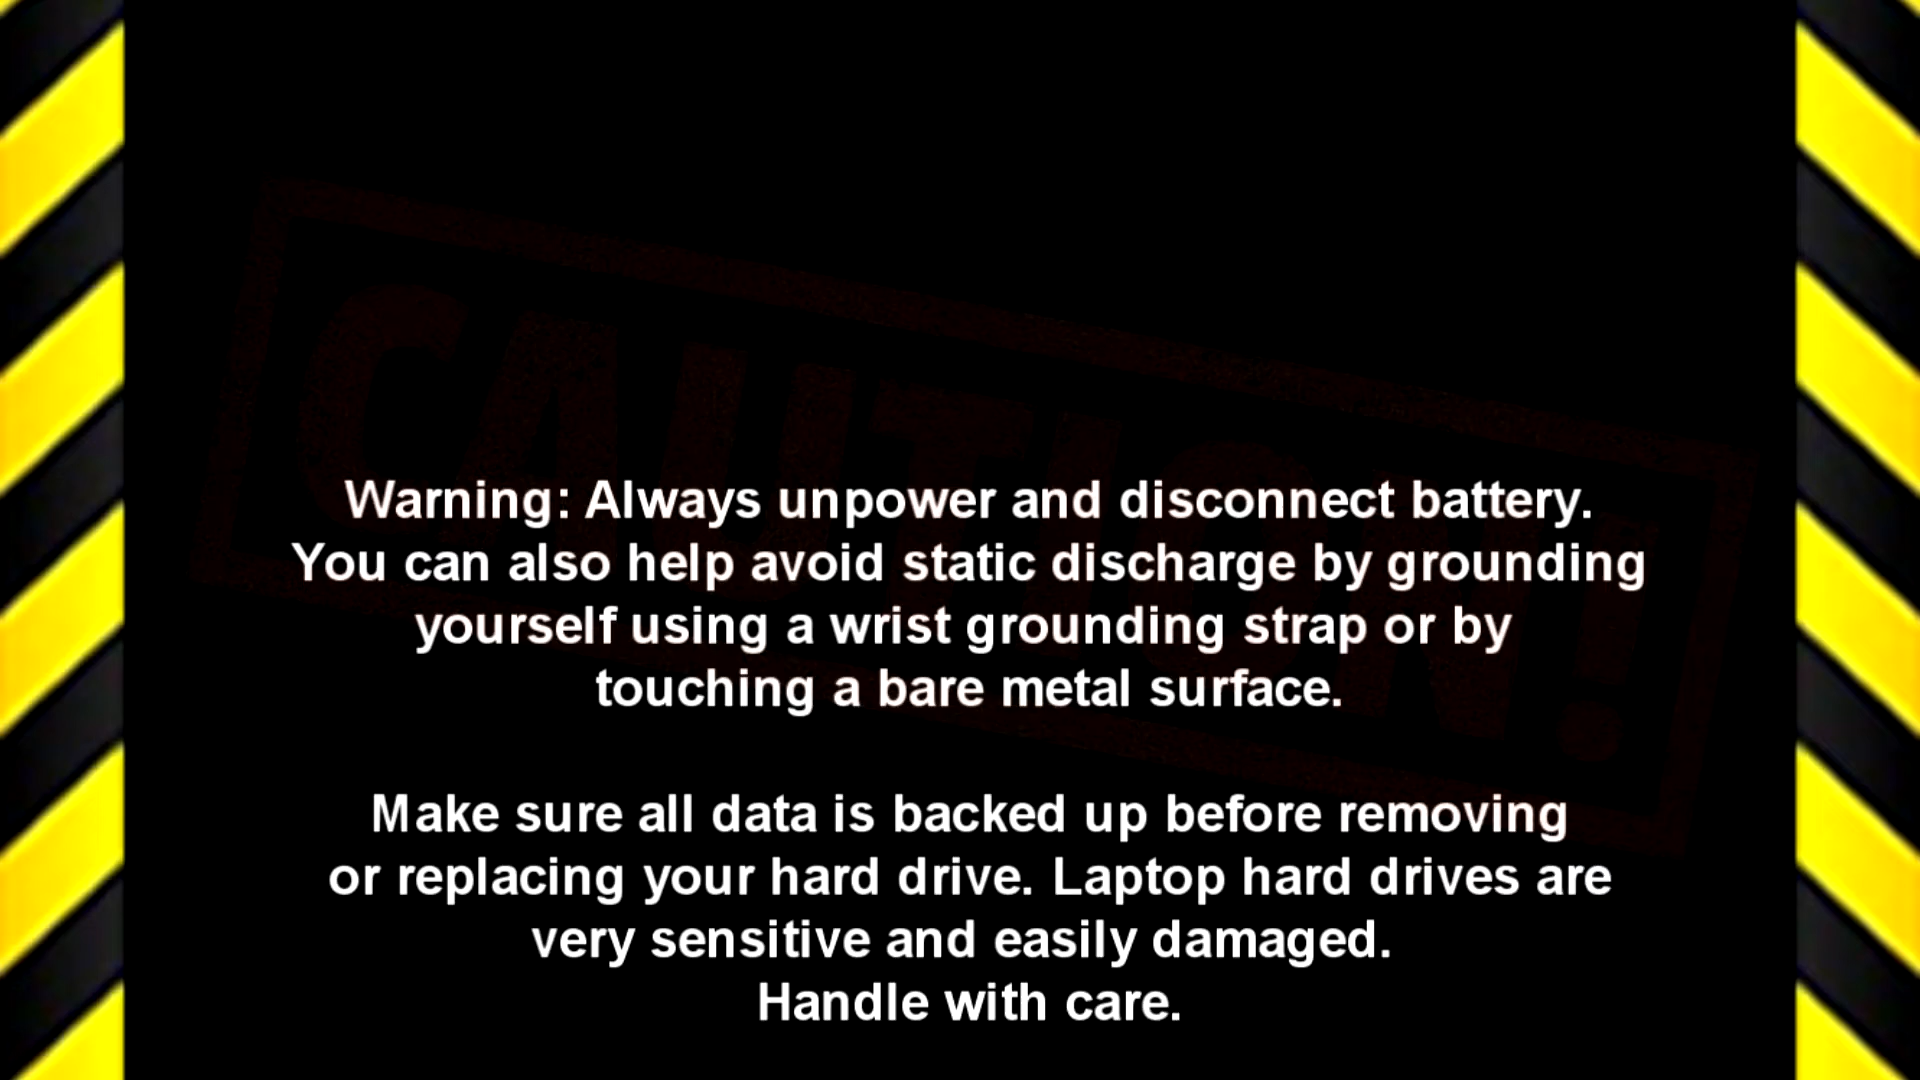 CAUTION!
Warning: Always unpower and disconnect battery.
You can also help avoid static discharge by grounding
yourself using a wrist grounding strap or by
touching a bare metal surface.
Make sure all data is backed up before removing
or replacing your hard drive. Laptop hard drives are
very sensitive and easily damaged.
Handle with care.